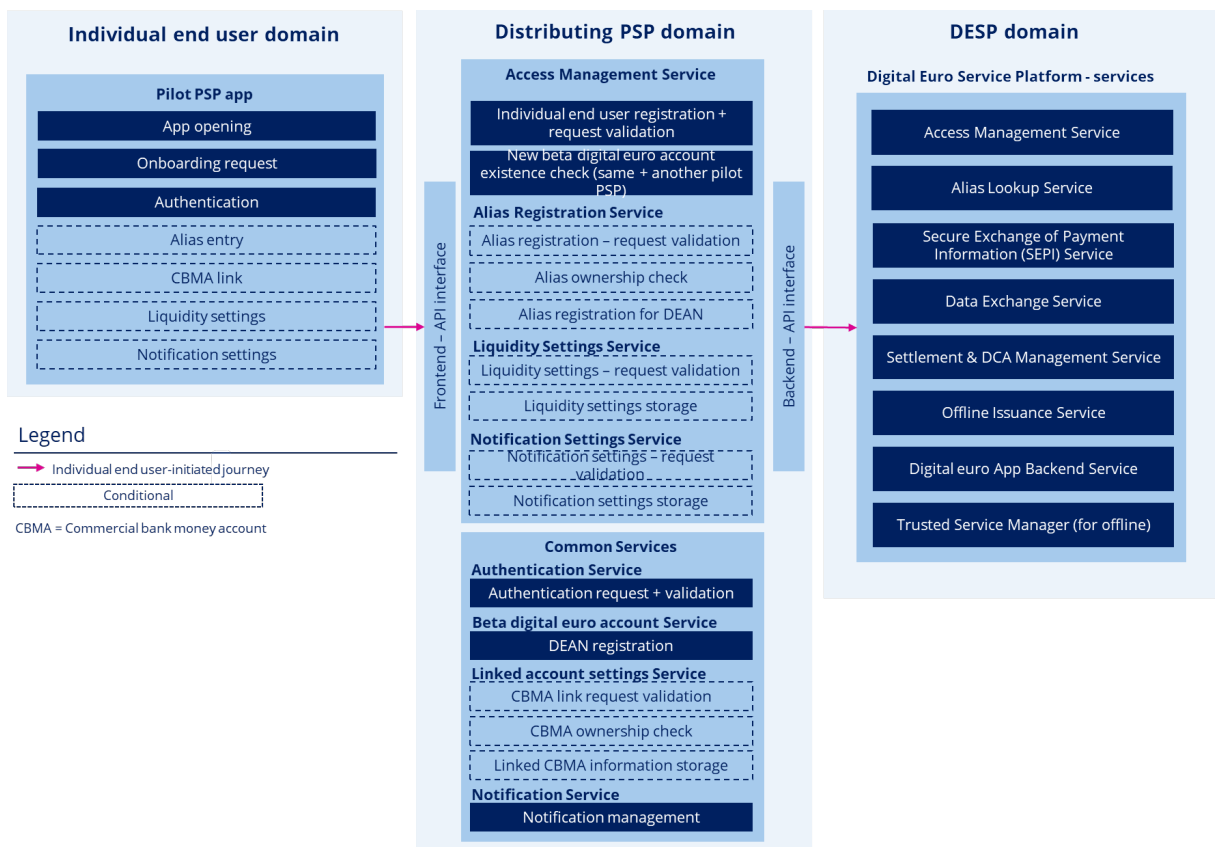 Individual end user domain
Pilot PSP app
App opening
Onboarding request
Authentication
Alias entry
CBMA link
Liquidity settings
Notification settings
Legend
Individual end user-initiated journey
Conditional
CBMA = Commercial bank money account
Distributing PSP domain
Frontend – API interface
Access Management Service
Individual end user registration +
request validation
New beta digital euro account
existence check (same + another pilot
PSP)
Alias Registration Service
Alias registration – request validation
Alias ownership check
Alias registration for DEAN
Liquidity Settings Service
Liquidity settings – request validation
Liquidity settings storage
Notification Settings Service
Notification settings – request
validation
Notification settings storage
Common Services
Authentication Service
Authentication request + validation
Beta digital euro account Service
DEAN registration
Linked account settings Service
CBMA link request validation
CBMA ownership check
Linked CBMA information storage
Notification Service
Notification management
Backend – API interface
DESP domain
Digital Euro Service Platform - services
Access Management Service
Alias Lookup Service
Secure Exchange of Payment
Information (SEPI) Service
Data Exchange Service
Settlement & DCA Management Service
Offline Issuance Service
Digital euro App Backend Service
Trusted Service Manager (for offline)